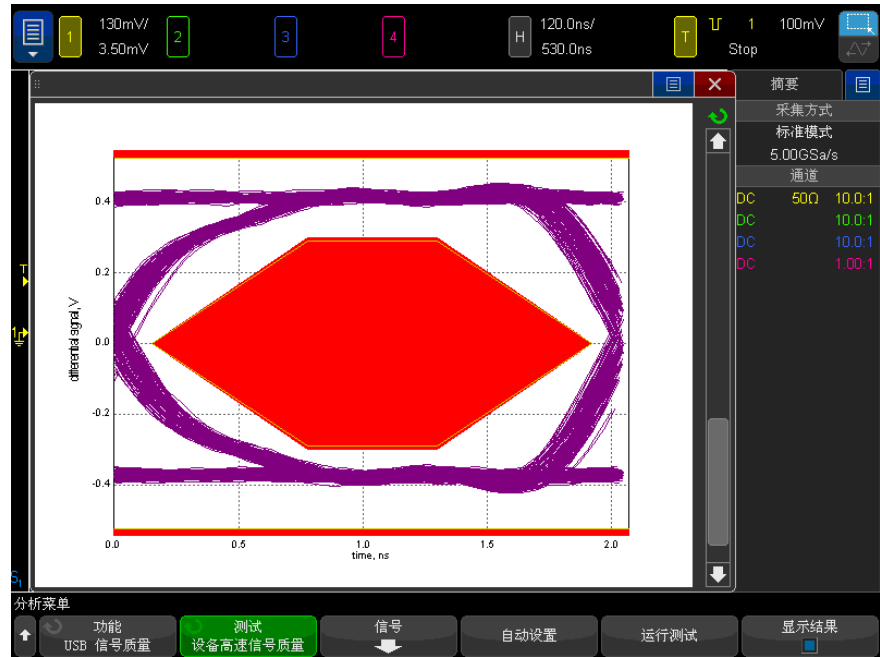 1 130mV/ 3.50mV 2 3 4 H 120.0ns/ 530.0ns T 1 100mV Stop
摘要
采集方式
标准模式
5.00GSa/s
通道
DC 50Ω 10.0:1
DC 10.0:1
DC 10.0:1
DC 1.00:1
T
1
differential signal, V
0.4
0.2
0.0
-0.2
-0.4
0.0 0.5 1.0 1.5 2.0
time, ns
S1
分析菜单
功能 测试 信号 自动设置 运行测试 显示结果
USB 信号质量 设备高速信号质量